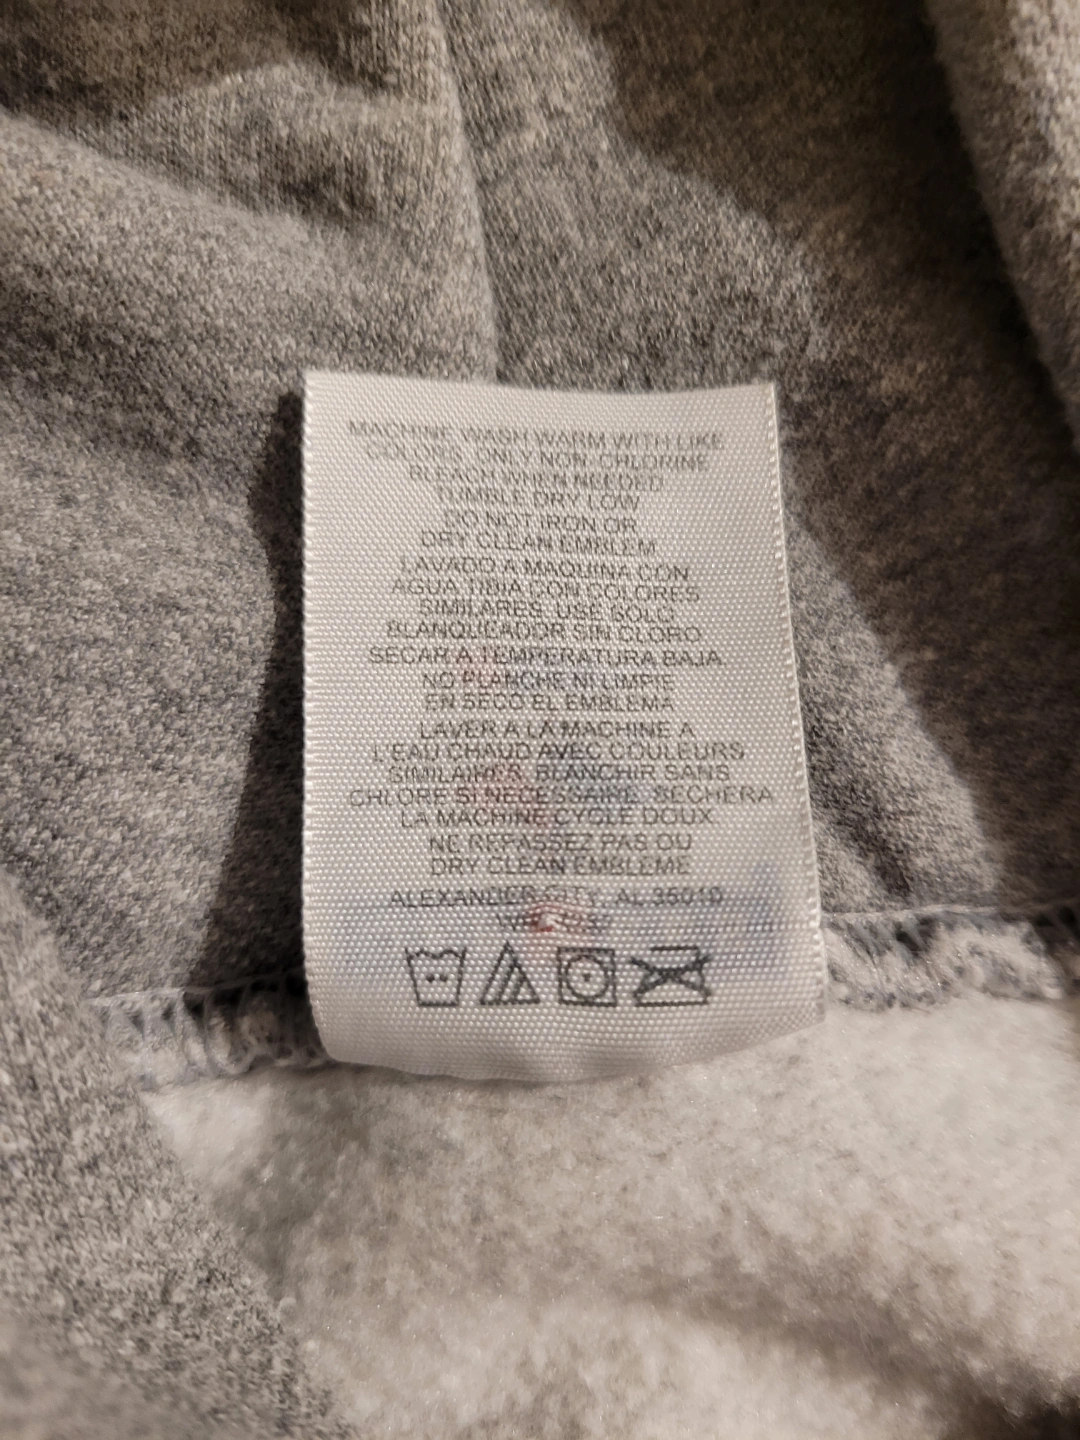 MACHINE WASH WARM WITH LIKE
COLORS. ONLY NON-CHLORINE
BLEACH WHEN NEEDED
TUMBLE DRY LOW
DO NOT IRON OR
DRY CLEAN EMBLEM
LAVADO A MAQUINA CON
AGUA TIBIA CON COLORES
SIMILARES. USE SOLO
BLANQUEADOR SIN CLORO
SECAR A TEMPERATURA BAJA.
NO PLANCHE NI LIMPIE
EN SECO EL EMBLEMA
LAVER A LA MACHINE A
L'EAU CHAUD AVEC COULEURS
SIMILAIRES. BLANCHIR SANS
CHLORE SI NECESSAIRE. SECHERA
LA MACHINE CYCLE DOUX.
NE REPASSEZ PAS OU
DRY CLEAN EMBLEME
ALEXANDER CITY, AL 35010